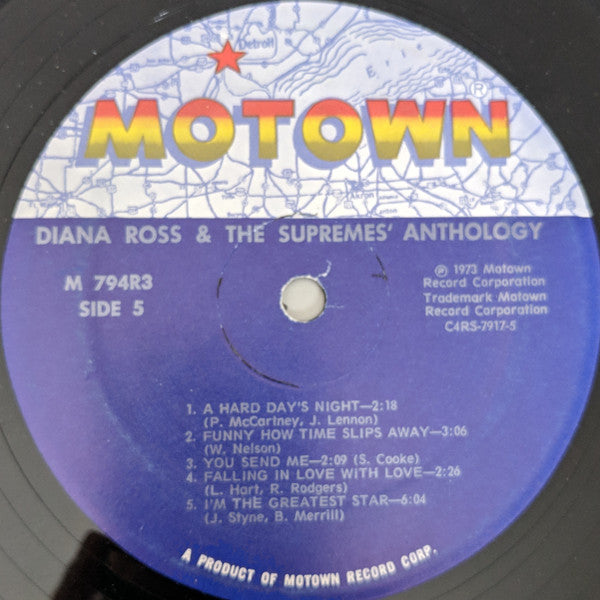 Detroit
Erie
MOTOWN®
DIANA ROSS & THE SUPREMES' ANTHOLOGY
M 794R3
SIDE 5
℗ 1973 Motown
Record Corporation
Trademark Motown
Record Corporation
C4RS-7917-5
1. A HARD DAY'S NIGHT—2:18
(P. McCartney, J. Lennon)
2. FUNNY HOW TIME SLIPS AWAY—3:06
(W. Nelson)
3. YOU SEND ME—2:09 (S. Cooke)
4. FALLING IN LOVE WITH LOVE—2:26
(L. Hart, R. Rodgers)
5. I'M THE GREATEST STAR—6:04
(J. Styne, B. Merrill)
A PRODUCT OF MOTOWN RECORD CORP.